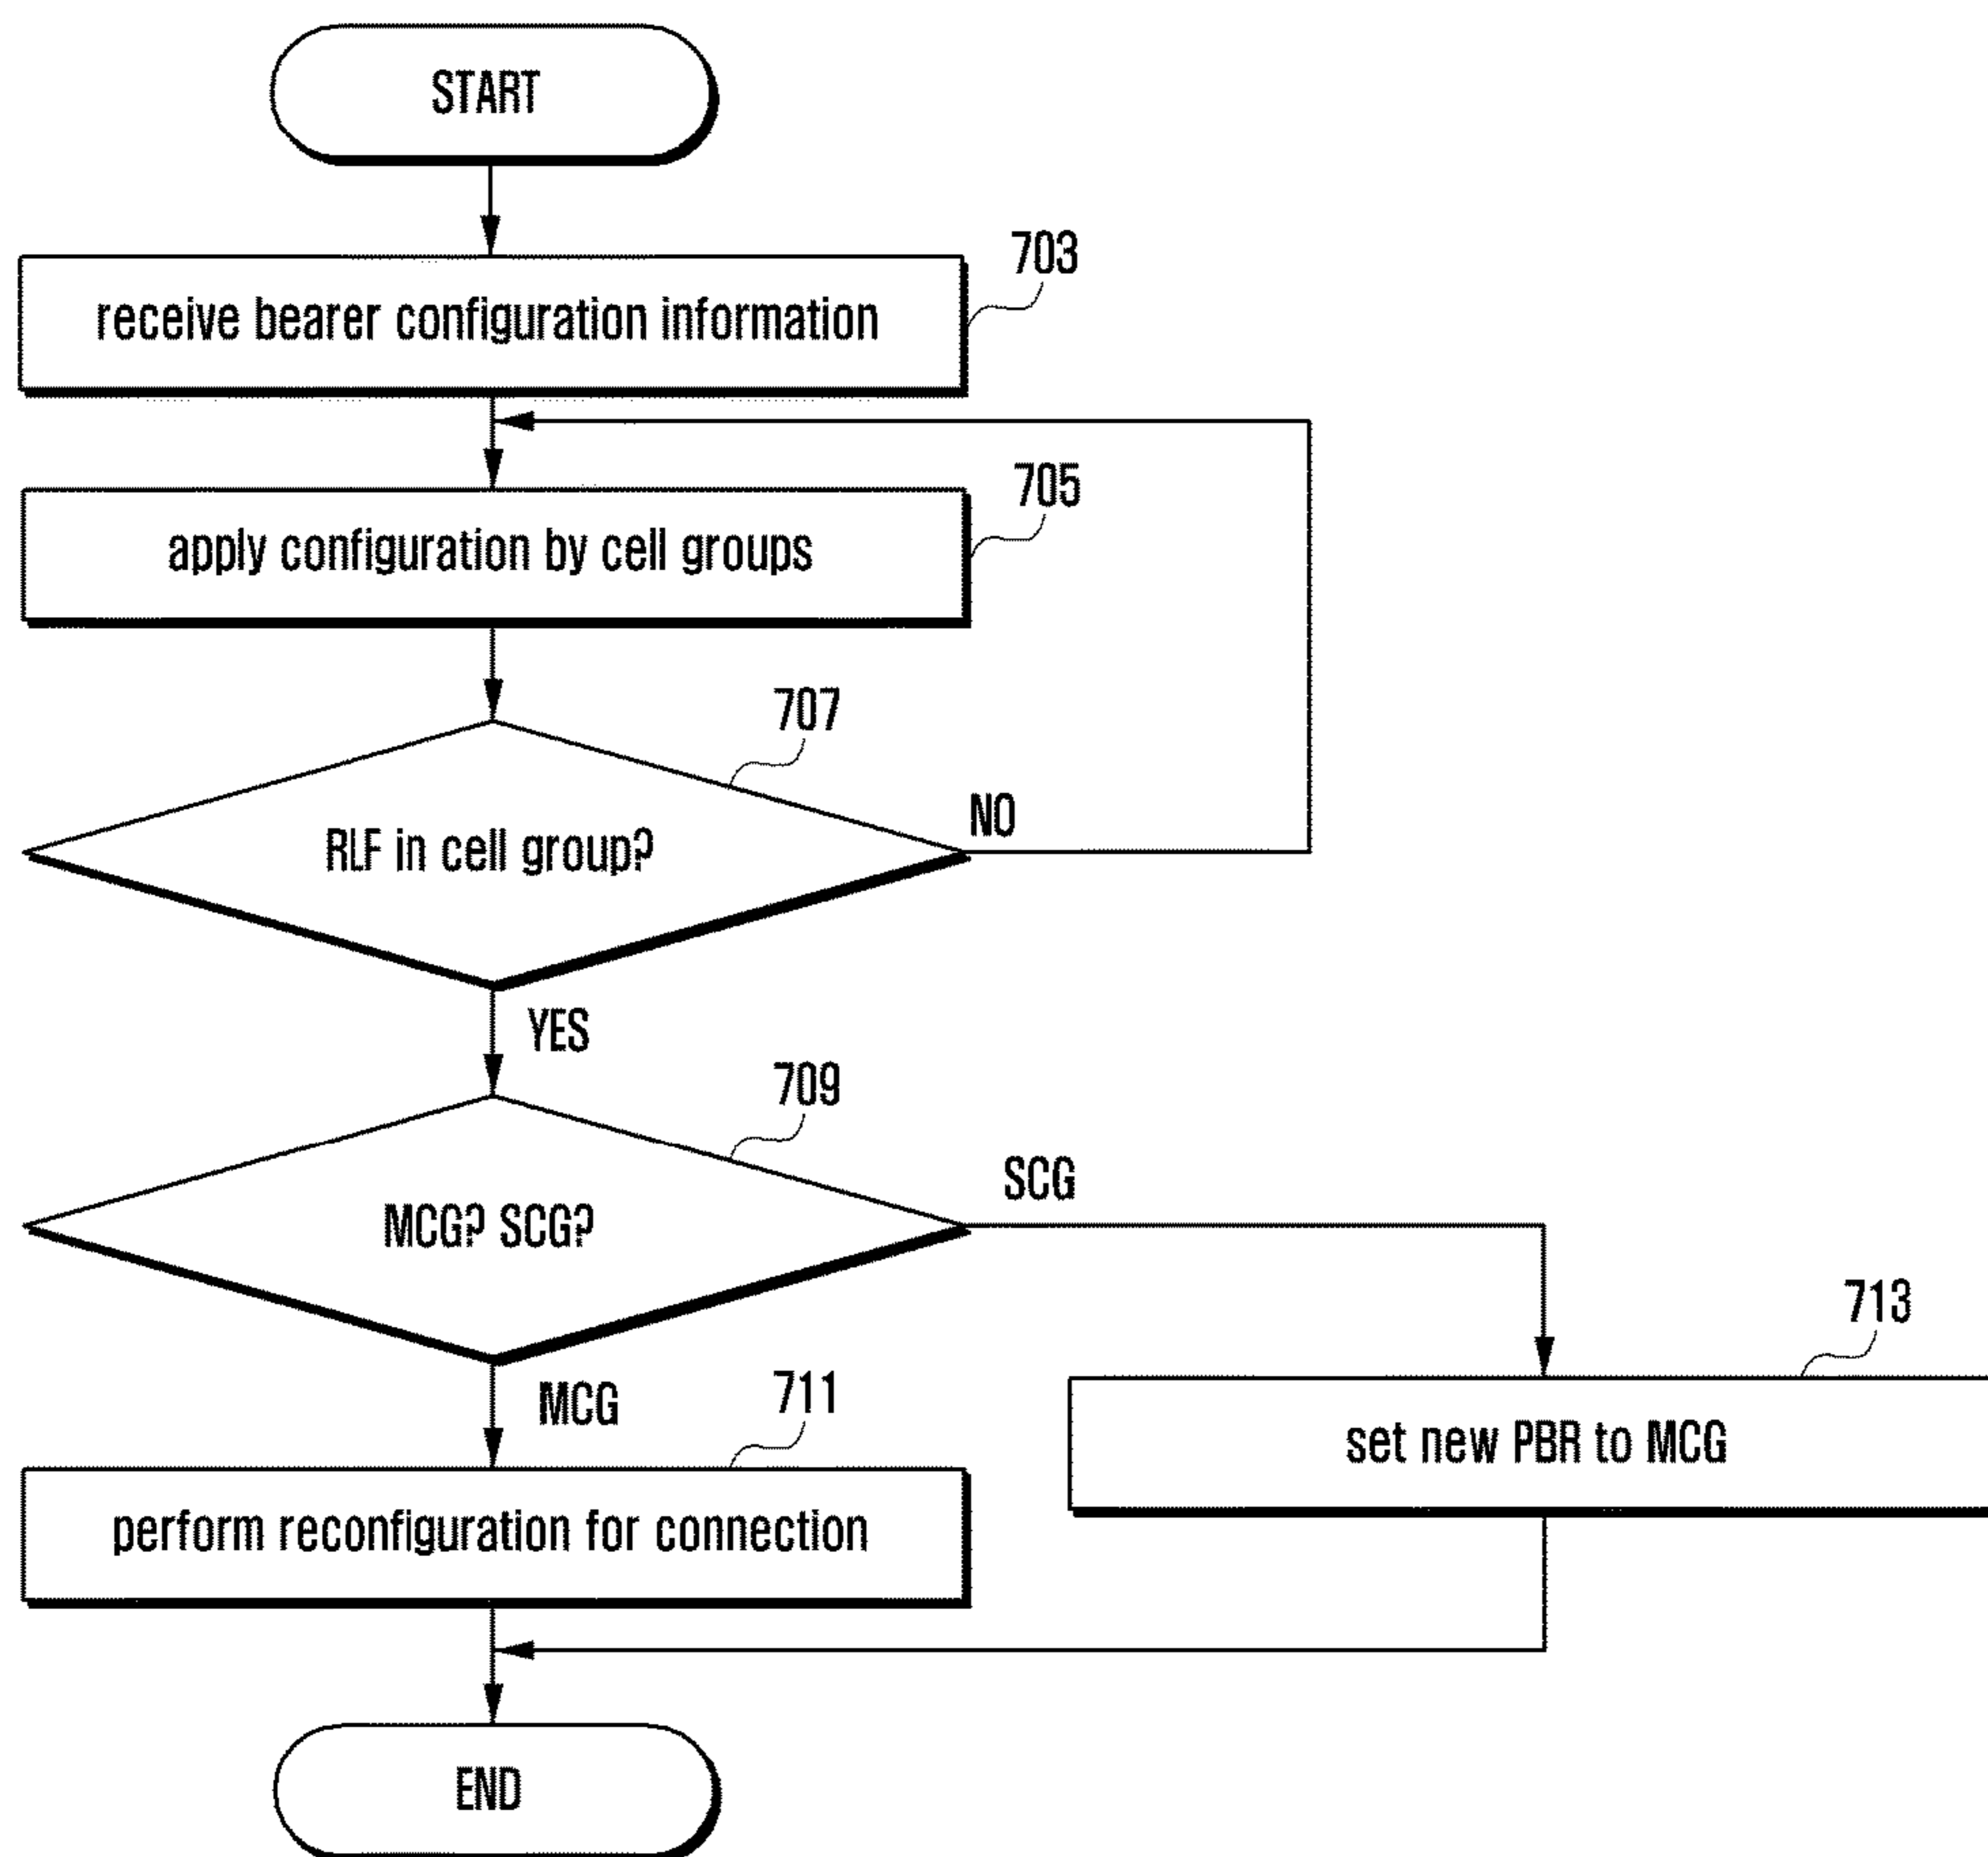 START
703
receive bearer configuration information
705
apply configuration by cell groups
707
RLF in cell group?
NO
YES
709
MCG? SCG?
SCG
MCG
711
713
set new PBR to MCG
perform reconfiguration for connection
END